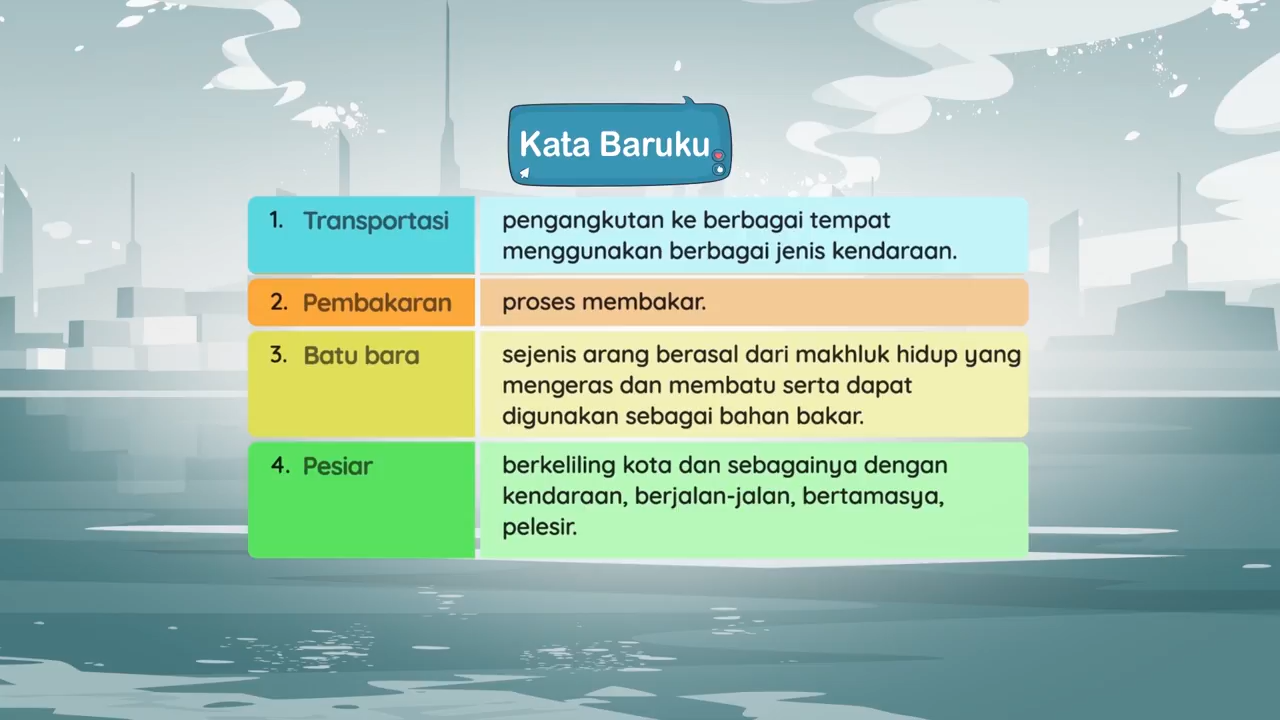 Kata Baruku
1. Transportasi
pengangkutan ke berbagai tempat
menggunakan berbagai jenis kendaraan.
2. Pembakaran
proses membakar.
3. Batu bara
sejenis arang berasal dari makhluk hidup yang
mengeras dan membatu serta dapat
digunakan sebagai bahan bakar.
4. Pesiar
berkeliling kota dan sebagainya dengan
kendaraan, berjalan-jalan, bertamasya,
pelesir.